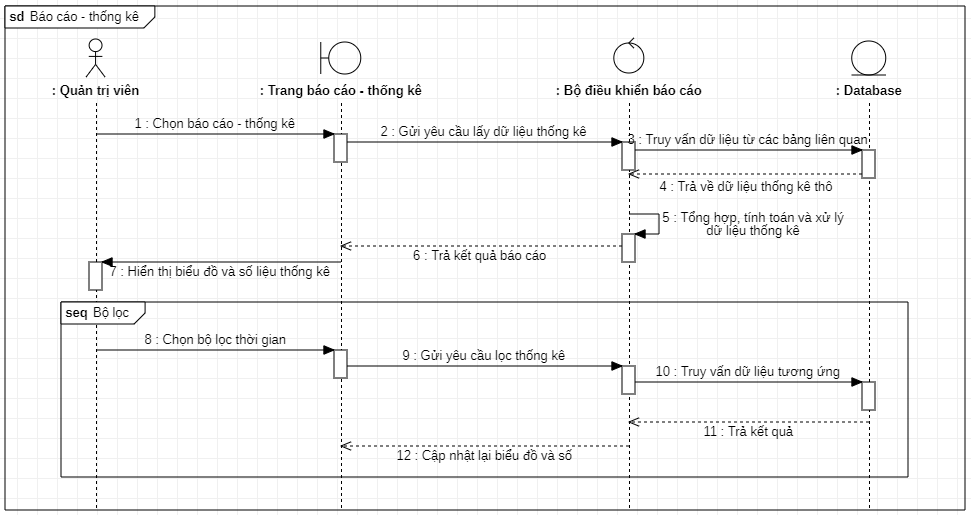 sd Báo cáo - thống kê
: Quản trị viên
: Trang báo cáo - thống kê
: Bộ điều khiển báo cáo
: Database
1 : Chọn báo cáo - thống kê
2 : Gửi yêu cầu lấy dữ liệu thống kê
3 : Truy vấn dữ liệu từ các bảng liên quan
4 : Trả về dữ liệu thống kê thô
5 : Tổng hợp, tính toán và xử lý
dữ liệu thống kê
6 : Trả kết quả báo cáo
7 : Hiển thị biểu đồ và số liệu thống kê
seq Bộ lọc
8 : Chọn bộ lọc thời gian
9 : Gửi yêu cầu lọc thống kê
10 : Truy vấn dữ liệu tương ứng
11 : Trả kết quả
12 : Cập nhật lại biểu đồ và số